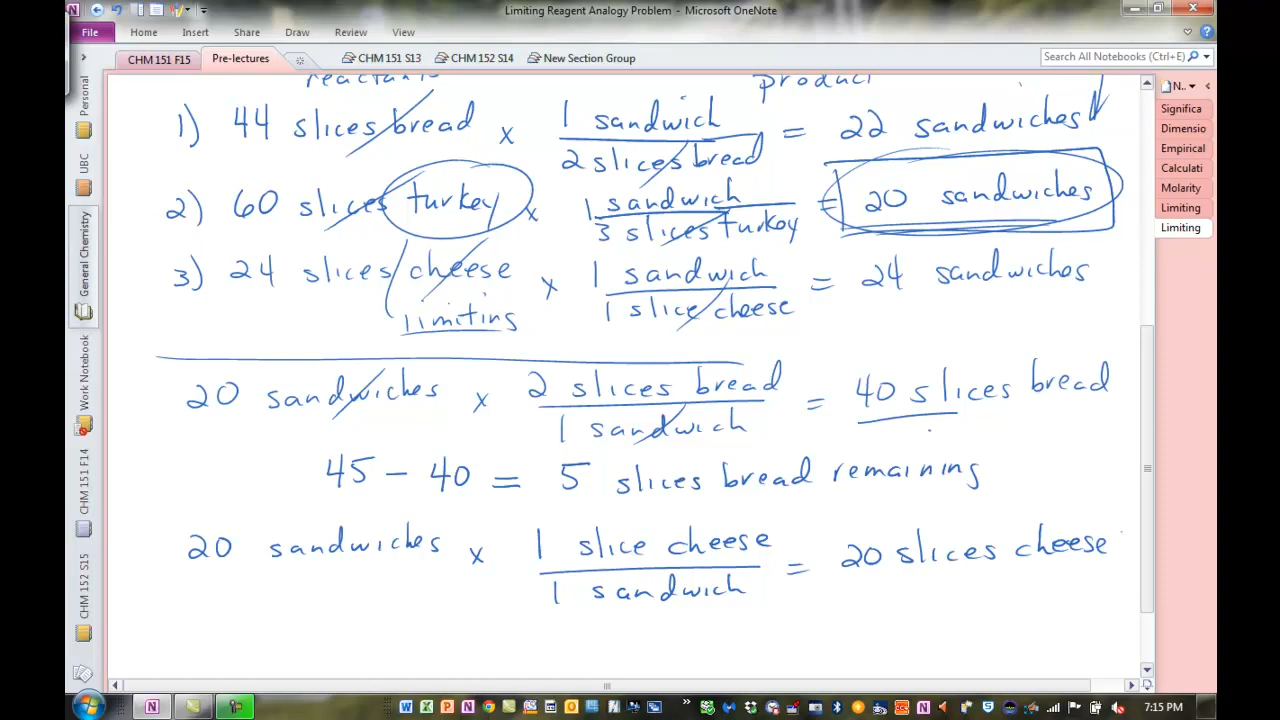 Limiting Reagent Analogy Problem - Microsoft OneNote
File Home Insert Share Draw Review View
CHM 151 F15 Pre-lectures CHM 151 S13 CHM 152 S14 New Section Group Search All Notebooks (Ctrl+E)
reactants product
1) 44 slices bread x 1 sandwich / 2 slices bread = 22 sandwiches
2) 60 slices turkey x 1 sandwich / 3 slices turkey = 20 sandwiches
3) 24 slices cheese x 1 sandwich / 1 slice cheese = 24 sandwiches
limiting
20 sandwiches x 2 slices bread / 1 sandwich = 40 slices bread
45 - 40 = 5 slices bread remaining
20 sandwiches x 1 slice cheese / 1 sandwich = 20 slices cheese
Personal
UBC
General Chemistry
Work Notebook
CHM 151 F14
CHM 152 S15
N..
Significa
Dimensio
Empirical
Calculati
Molarity
Limiting
Limiting
7:15 PM